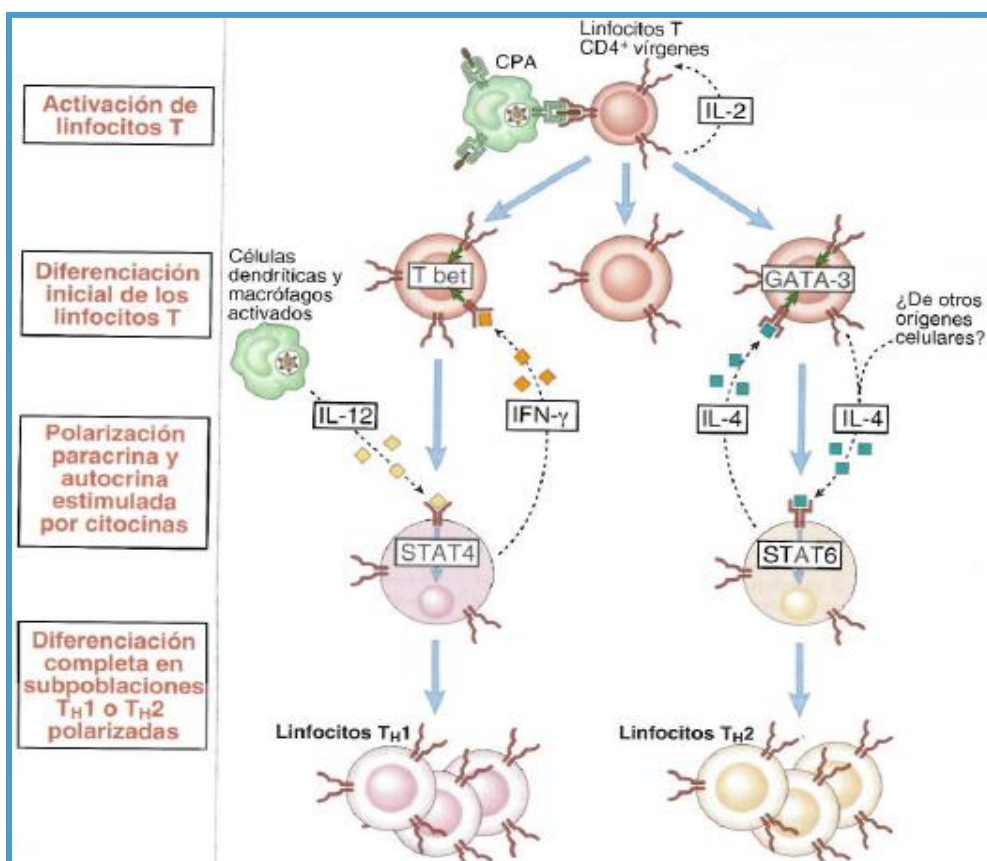 Linfocitos T
CD4+ vírgenes
CPA
IL-2
Activación de
linfocitos T
Células
dendríticas y
macrófagos
activados
T bet
GATA-3
¿De otros
orígenes
celulares?
Diferenciación
inicial de los
linfocitos T
IL-12
IFN-γ
IL-4
IL-4
Polarización
paracrina y
autocrina
estimulada
por citocinas
STAT4
STAT6
Diferenciación
completa en
subpoblaciones
TH1 o TH2
polarizadas
Linfocitos TH1
Linfocitos TH2